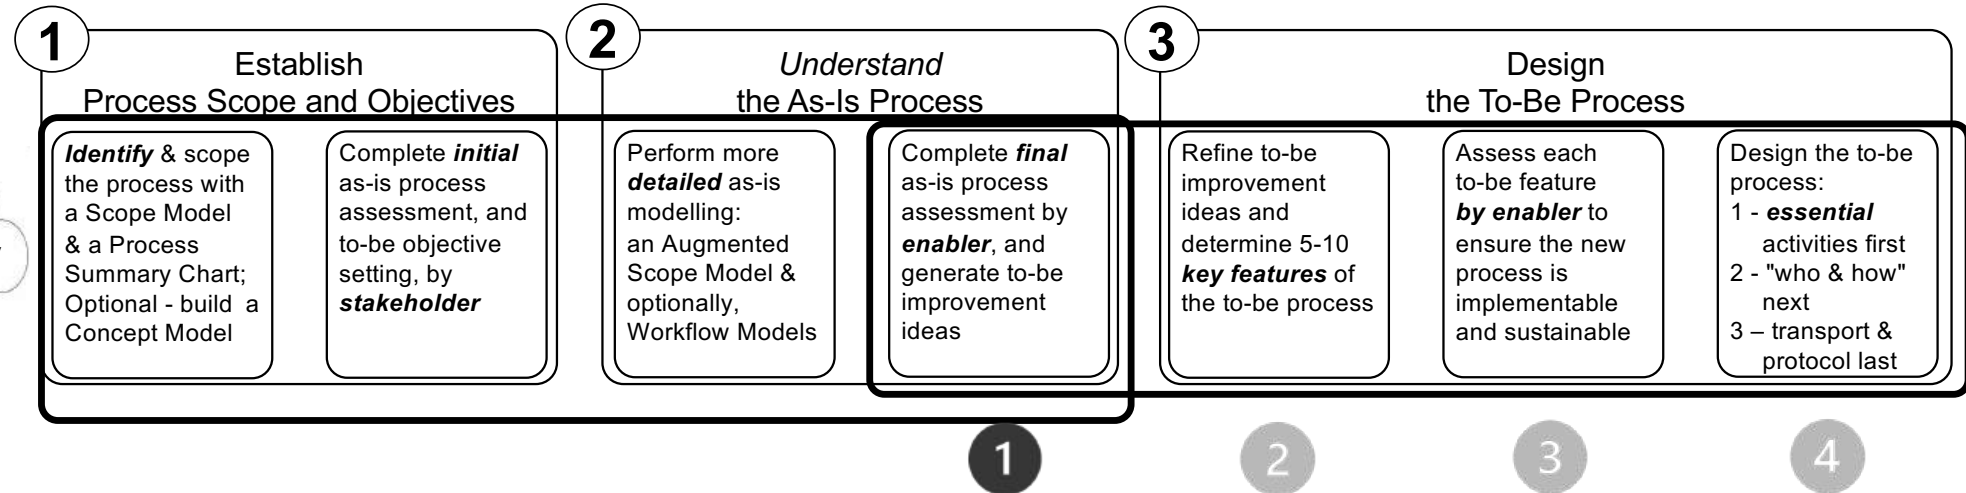 1
Establish
Process Scope and Objectives
Identify & scope
the process with
a Scope Model
& a Process
Summary Chart;
Optional - build a
Concept Model
Complete initial
as-is process
assessment, and
to-be objective
setting, by
stakeholder
2
Understand
the As-Is Process
Perform more
detailed as-is
modelling:
an Augmented
Scope Model &
optionally,
Workflow Models
Complete final
as-is process
assessment by
enabler, and
generate to-be
improvement
ideas
3
Design
the To-Be Process
Refine to-be
improvement
ideas and
determine 5-10
key features of
the to-be process
Assess each
to-be feature
by enabler to
ensure the new
process is
implementable
and sustainable
Design the to-be
process:
1 - essential
activities first
2 - "who & how"
next
3 – transport &
protocol last
1
2
3
4